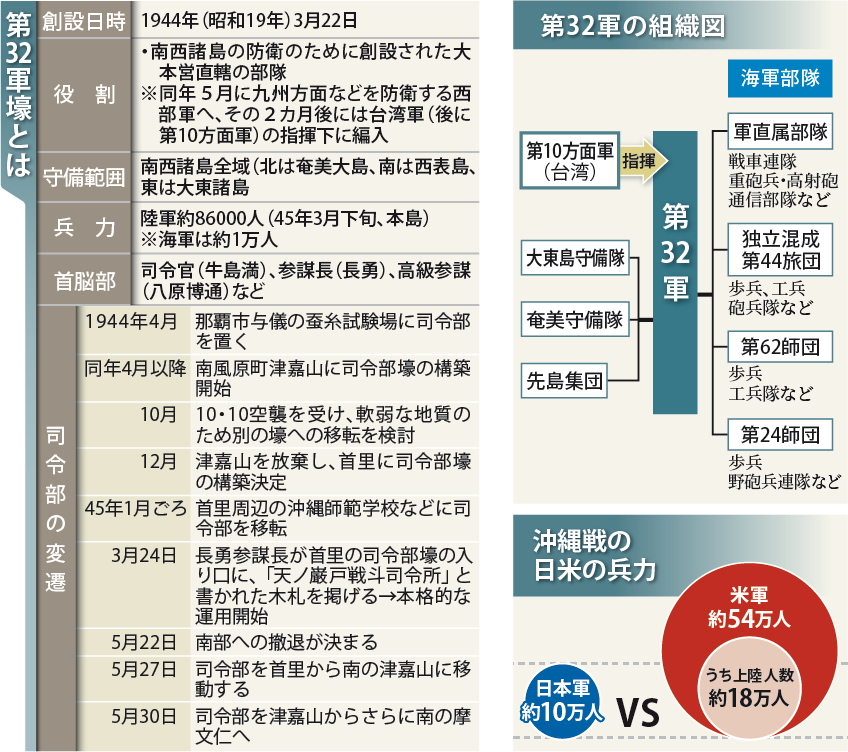 第32軍壕とは
創設日時
1944年(昭和19年)3月22日
役割
・南西諸島の防衛のために創設された大
本営直轄の部隊
※同年5月に九州方面などを防衛する西
部軍へ、その2カ月後には台湾軍(後に
第10方面軍)の指揮下に編入
守備範囲
南西諸島全域(北は奄美大島、南は西表島、
東は大東諸島
兵力
陸軍約86000人(45年3月下旬、本島)
※海軍は約1万人
首脳部
司令官(牛島満)、参謀長(長勇)、高級参謀
(八原博通)など
司令部の変遷
1944年4月
那覇市与儀の蚕糸試験場に司令部
を置く
同年4月以降
南風原町津嘉山に司令部壕の構築
開始
10月
10・10空襲を受け、軟弱な地質の
ため別の壕への移転を検討
12月
津嘉山を放棄し、首里に司令部壕
の構築決定
45年1月ごろ
首里周辺の沖縄師範学校などに司
令部を移転
3月24日
長勇参謀長が首里の司令部壕の入
り口に、「天ノ巌戸戦斗司令所」と
書かれた木札を掲げる→本格的な
運用開始
5月22日
南部への撤退が決まる
5月27日
司令部を首里から南の津嘉山に移
動する
5月30日
司令部を津嘉山からさらに南の摩
文仁へ
第32軍の組織図
海軍部隊
第10方面軍
(台湾)
指揮
第32軍
大東島守備隊
奄美守備隊
先島集団
軍直属部隊
戦車連隊
重砲兵・高射砲
通信部隊など
独立混成
第44旅団
歩兵、工兵
砲兵隊など
第62師団
歩兵
工兵隊など
第24師団
歩兵
野砲兵連隊など
沖縄戦の
日米の兵力
米軍
約54万人
うち上陸人数
約18万人
日本軍
約10万人
VS